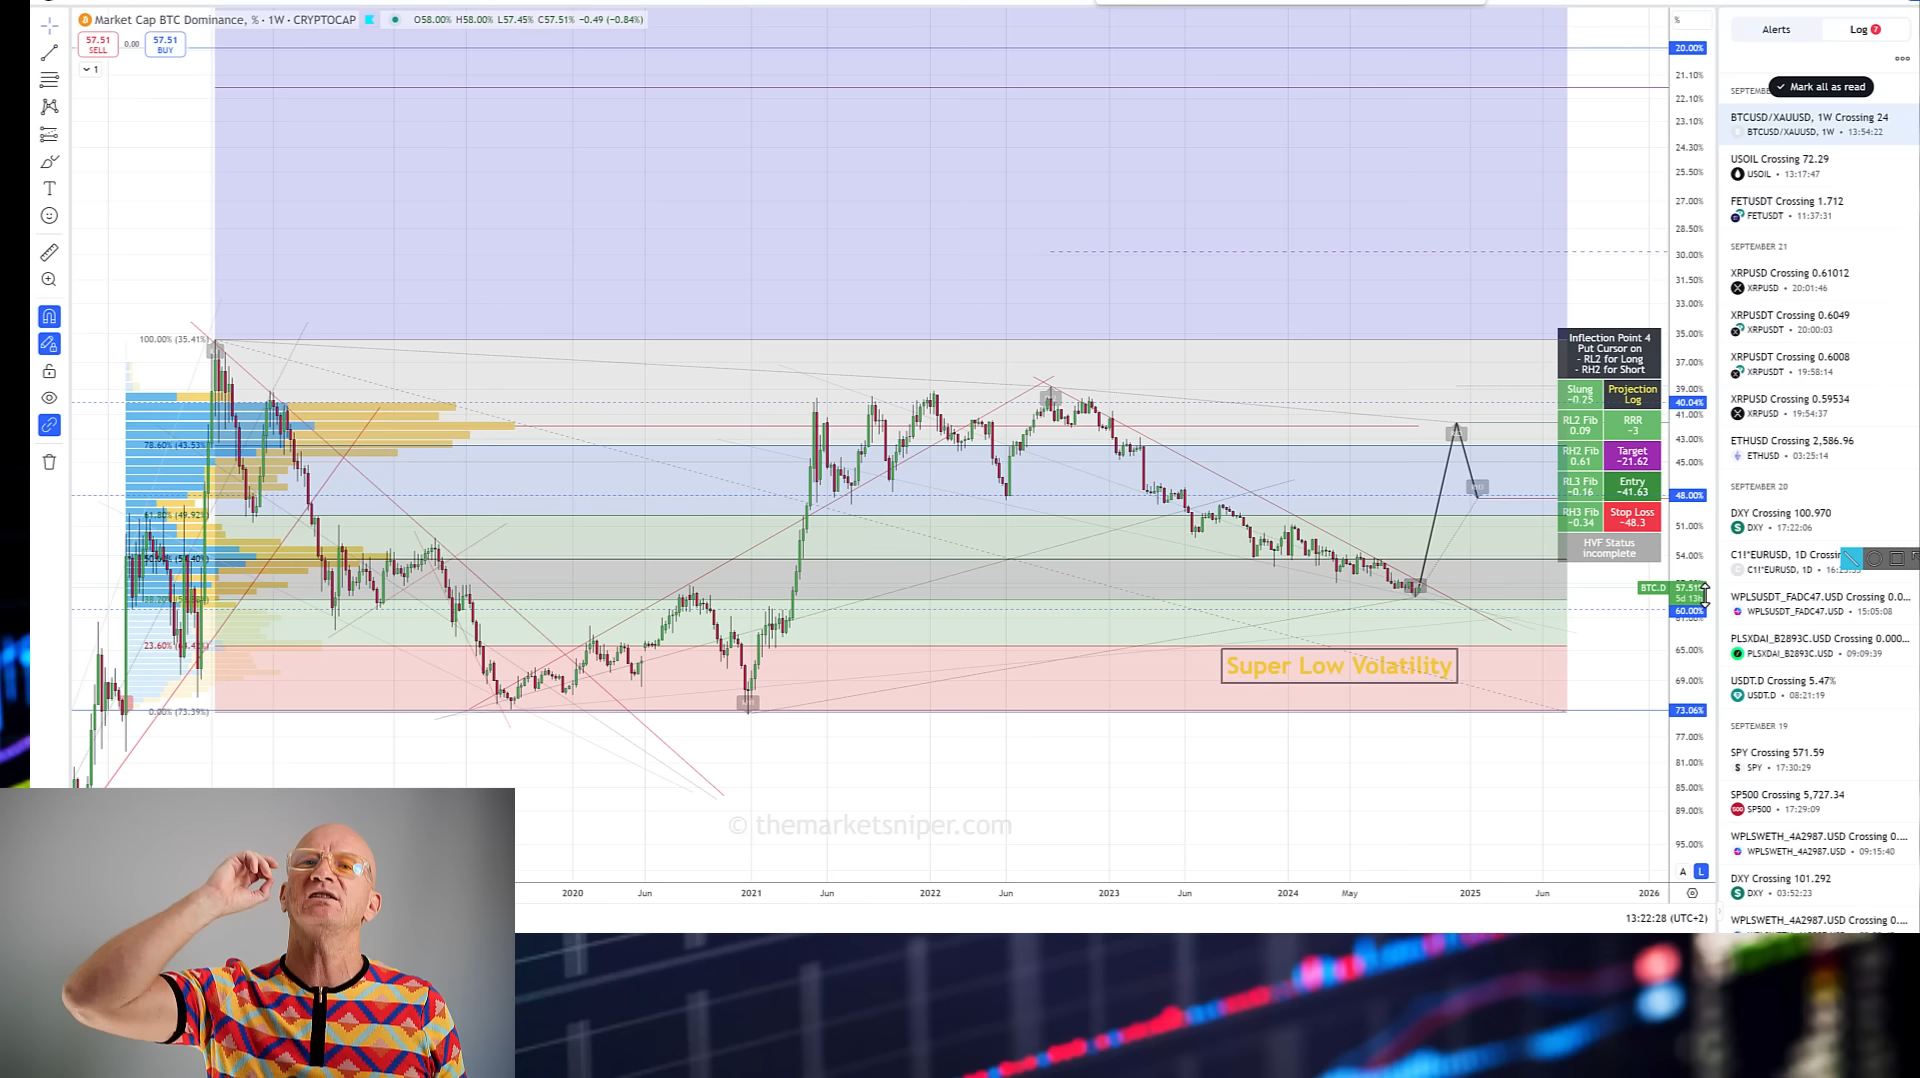 Market Cap BTC Dominance, % · 1W · CRYPTOCAP
O58.00% H58.00% L57.45% C57.51% −0.49 (−0.84%)
57.51 SELL
0.00
57.51 BUY
1
100.00% (35.41%)
78.60% (43.53%)
61.80% (49.92%)
23.60% (64.43%)
0.00% (73.39%)
Super Low Volatility
© themarketsniper.com
Inflection Point 4
Put Cursor on
- RL2 for Long
- RH2 for Short
Slung
−0.25
Projection
Log
RL2 Fib
0.09
RRR
−3
RH2 Fib
0.61
Target
−21.62
RL3 Fib
−0.16
Entry
−41.63
RH3 Fib
−0.34
Stop Loss
−48.3
HVF Status
incomplete
%
20.00%
21.10%
22.10%
23.10%
24.30%
25.50%
27.00%
28.50%
30.00%
31.50%
33.00%
35.00%
37.00%
39.00%
40.04%
41.00%
43.00%
45.00%
48.00%
51.00%
54.00%
BTC.D 57.51%
5d 13h
60.00%
65.00%
69.00%
73.06%
77.00%
81.00%
85.00%
89.00%
95.00%
A L
2020
Jun
2021
Jun
2022
Jun
2023
Jun
2024
May
2025
Jun
2026
13:22:28 (UTC+2)
Alerts
Log 7
Mark all as read
BTCUSD/XAUUSD, 1W Crossing 24
BTCUSD/XAUUSD, 1W • 13:54:22
USOIL Crossing 72.29
USOIL • 13:17:47
FETUSDT Crossing 1.712
FETUSDT • 11:37:31
SEPTEMBER 21
XRPUSD Crossing 0.61012
XRPUSD • 20:01:46
XRPUSDT Crossing 0.6049
XRPUSDT • 20:00:03
XRPUSDT Crossing 0.6008
XRPUSDT • 19:58:14
XRPUSD Crossing 0.59534
XRPUSD • 19:54:37
ETHUSD Crossing 2,586.96
ETHUSD • 03:25:14
SEPTEMBER 20
DXY Crossing 100.970
DXY • 17:22:06
C11!*EURUSD, 1D
C11!*EURUSD, 1D
WPLSUSDT_FADC47.USD Crossing 0.0...
WPLSUSDT_FADC47.USD • 15:05:08
PLSXDAI_B2893C.USD Crossing 0.000...
PLSXDAI_B2893C.USD • 09:09:39
USDT.D Crossing 5.47%
USDT.D • 08:21:19
SEPTEMBER 19
SPY Crossing 571.59
SPY • 17:30:29
SP500 Crossing 5,727.34
SP500 • 17:29:09
WPLSWETH_4A2987.USD Crossing 0....
WPLSWETH_4A2987.USD • 09:15:40
DXY Crossing 101.292
DXY • 03:52:23
WPLSWETH_4A2987.USD Crossing 0....